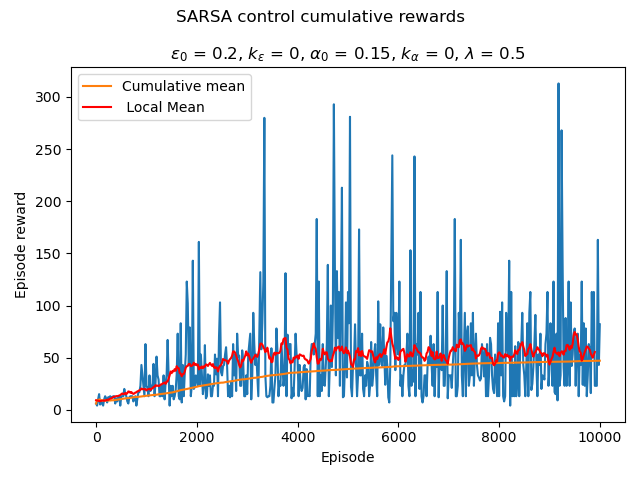 SARSA control cumulative rewards
ε₀ = 0.2, kε = 0, α₀ = 0.15, kα = 0, λ = 0.5
Cumulative mean
Local Mean
Episode reward
300
250
200
150
100
50
0
0 2000 4000 6000 8000 10000
Episode